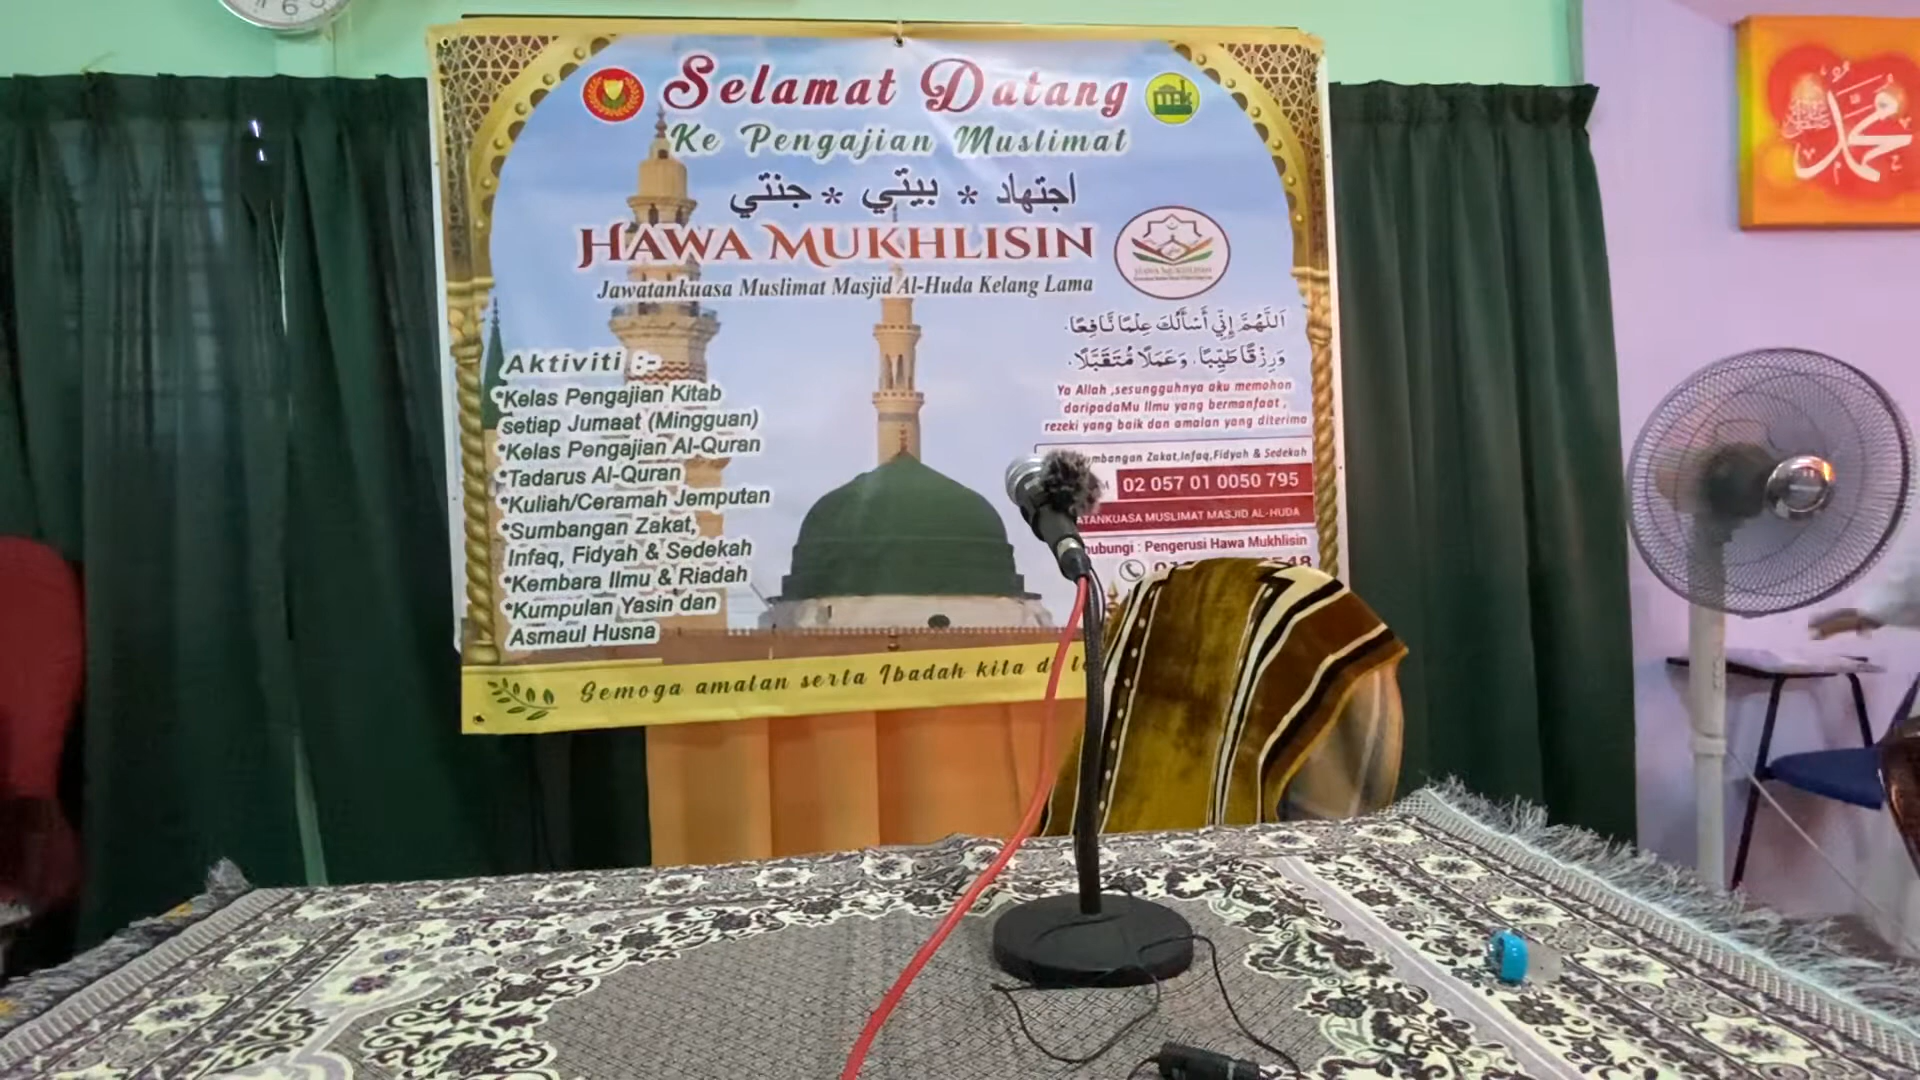 Selamat Datang
Ke Pengajian Muslimat
اجتهاد * بيتي * جنتي
HAWA MUKHLISIN
Jawatankuasa Muslimat Masjid Al-Huda Kelang Lama
HAWA MUKHLISIN
Aktiviti :-
*Kelas Pengajian Kitab
setiap Jumaat (Mingguan)
*Kelas Pengajian Al-Quran
*Tadarus Al-Quran
*Kuliah/Ceramah Jemputan
*Sumbangan Zakat,
Infaq, Fidyah & Sedekah
*Kembara Ilmu & Riadah
*Kumpulan Yasin dan
Asmaul Husna
اَللَّهُمَّ إِنِّي أَسْأَلُكَ عِلْمًا نَّافِعًا،
وَرِزْقًا طَيِّبًا، وَعَمَلًا مُتَقَبَّلًا.
Ya Allah ,sesungguhnya aku memohon
daripadaMu Ilmu yang bermanfaat ,
rezeki yang baik dan amalan yang diterima
Zakat,Infaq,Fidyah & Sedekah
02 057 01 0050 795
MUSLIMAT MASJID AL-HUDA
: Pengerusi Hawa Mukhlisin
Semoga amalan serta Ibadah kita
محمد